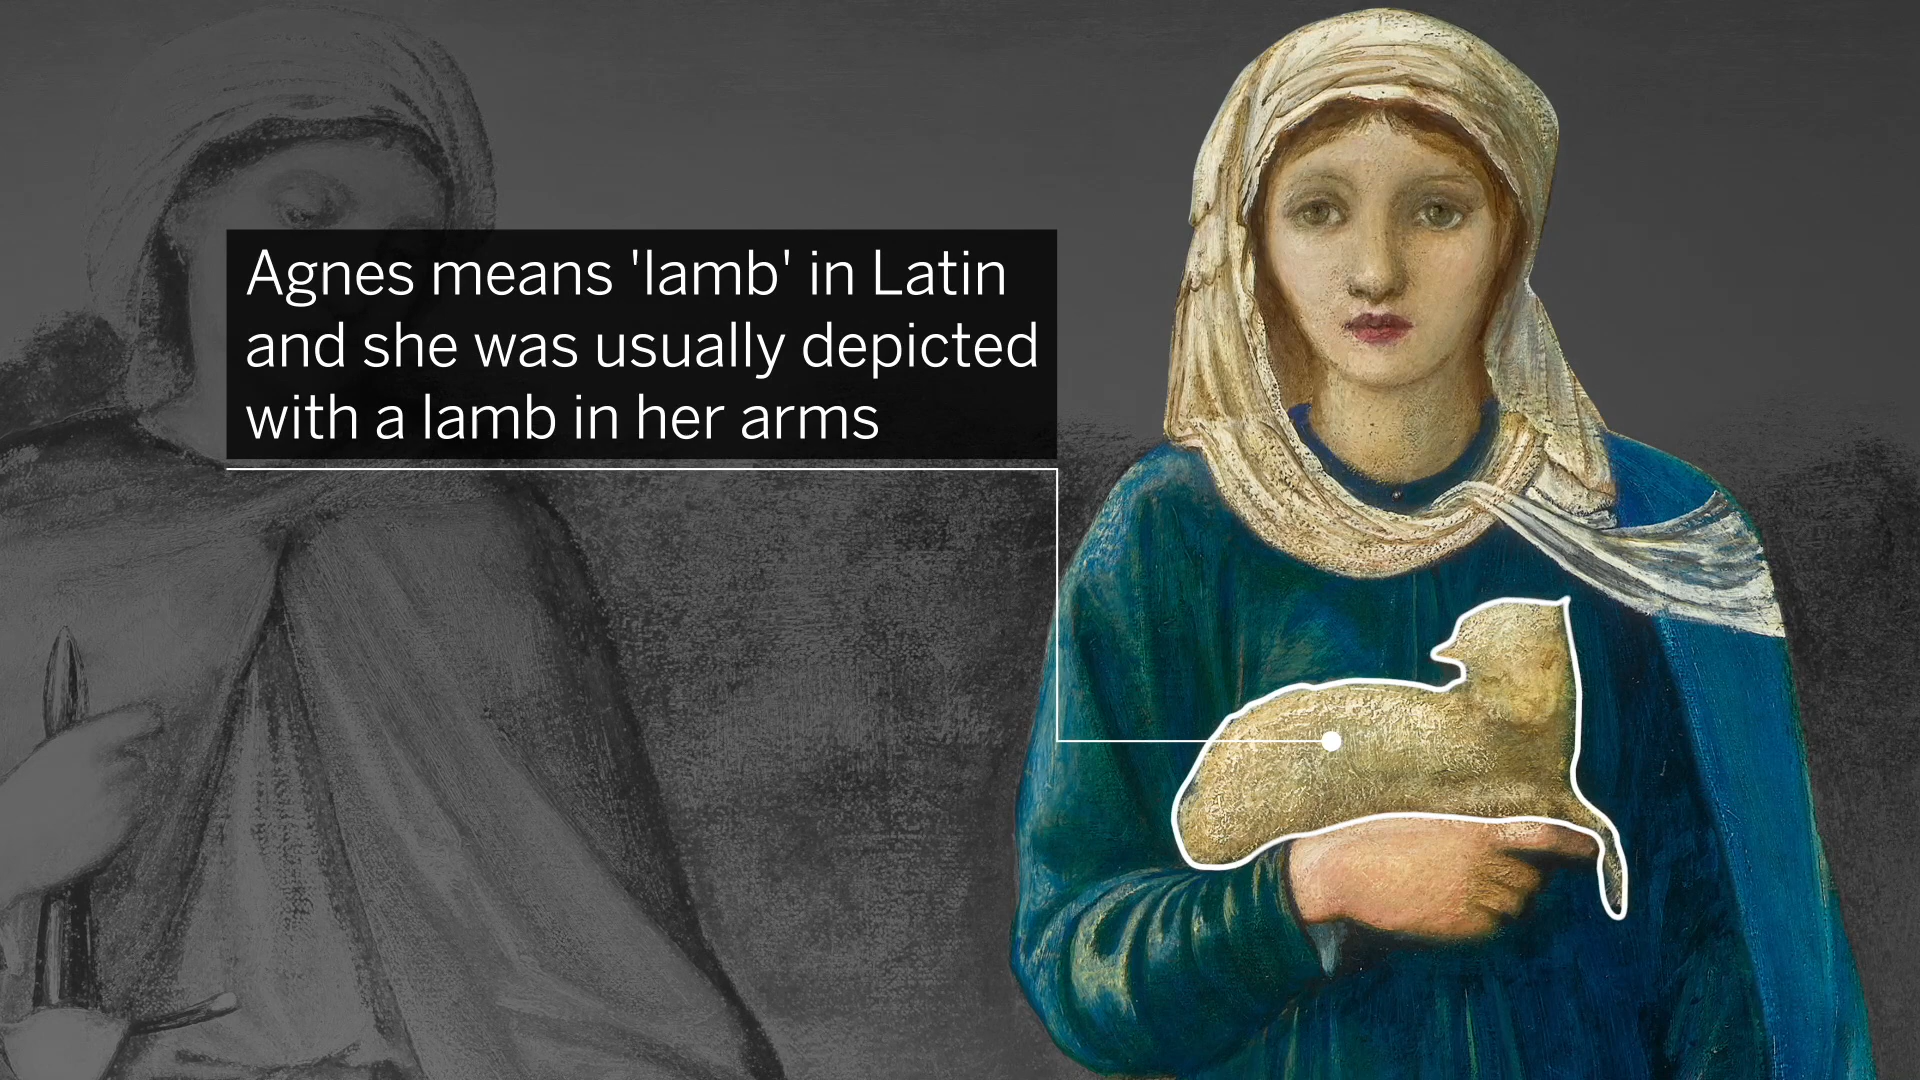 Agnes means 'lamb' in Latin
and she was usually depicted
with a lamb in her arms